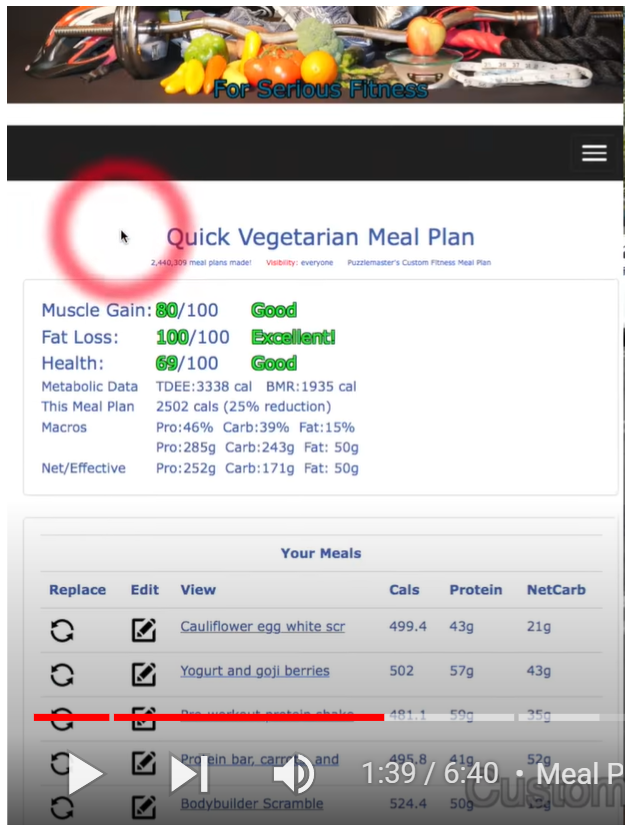 For Serious Fitness
Quick Vegetarian Meal Plan
2,440,309 meal plans made! Visibility: everyone Puzzlemaster's Custom Fitness Meal Plan
Muscle Gain: 80/100 Good
Fat Loss: 100/100 Excellent!
Health: 69/100 Good
Metabolic Data TDEE:3338 cal BMR:1935 cal
This Meal Plan 2502 cals (25% reduction)
Macros Pro:46% Carb:39% Fat:15%
Pro:285g Carb:243g Fat: 50g
Net/Effective Pro:252g Carb:171g Fat: 50g
Your Meals
Replace Edit View Cals Protein NetCarb
Cauliflower egg white scr 499.4 43g 21g
Yogurt and goji berries 502 57g 43g
Pre-workout protein shake 481.1 59g 35g
Protein bar, carrots, and 495.8 41g 52g
1:39 / 6:40 • Meal P
Bodybuilder Scramble 524.4 50g
Custom